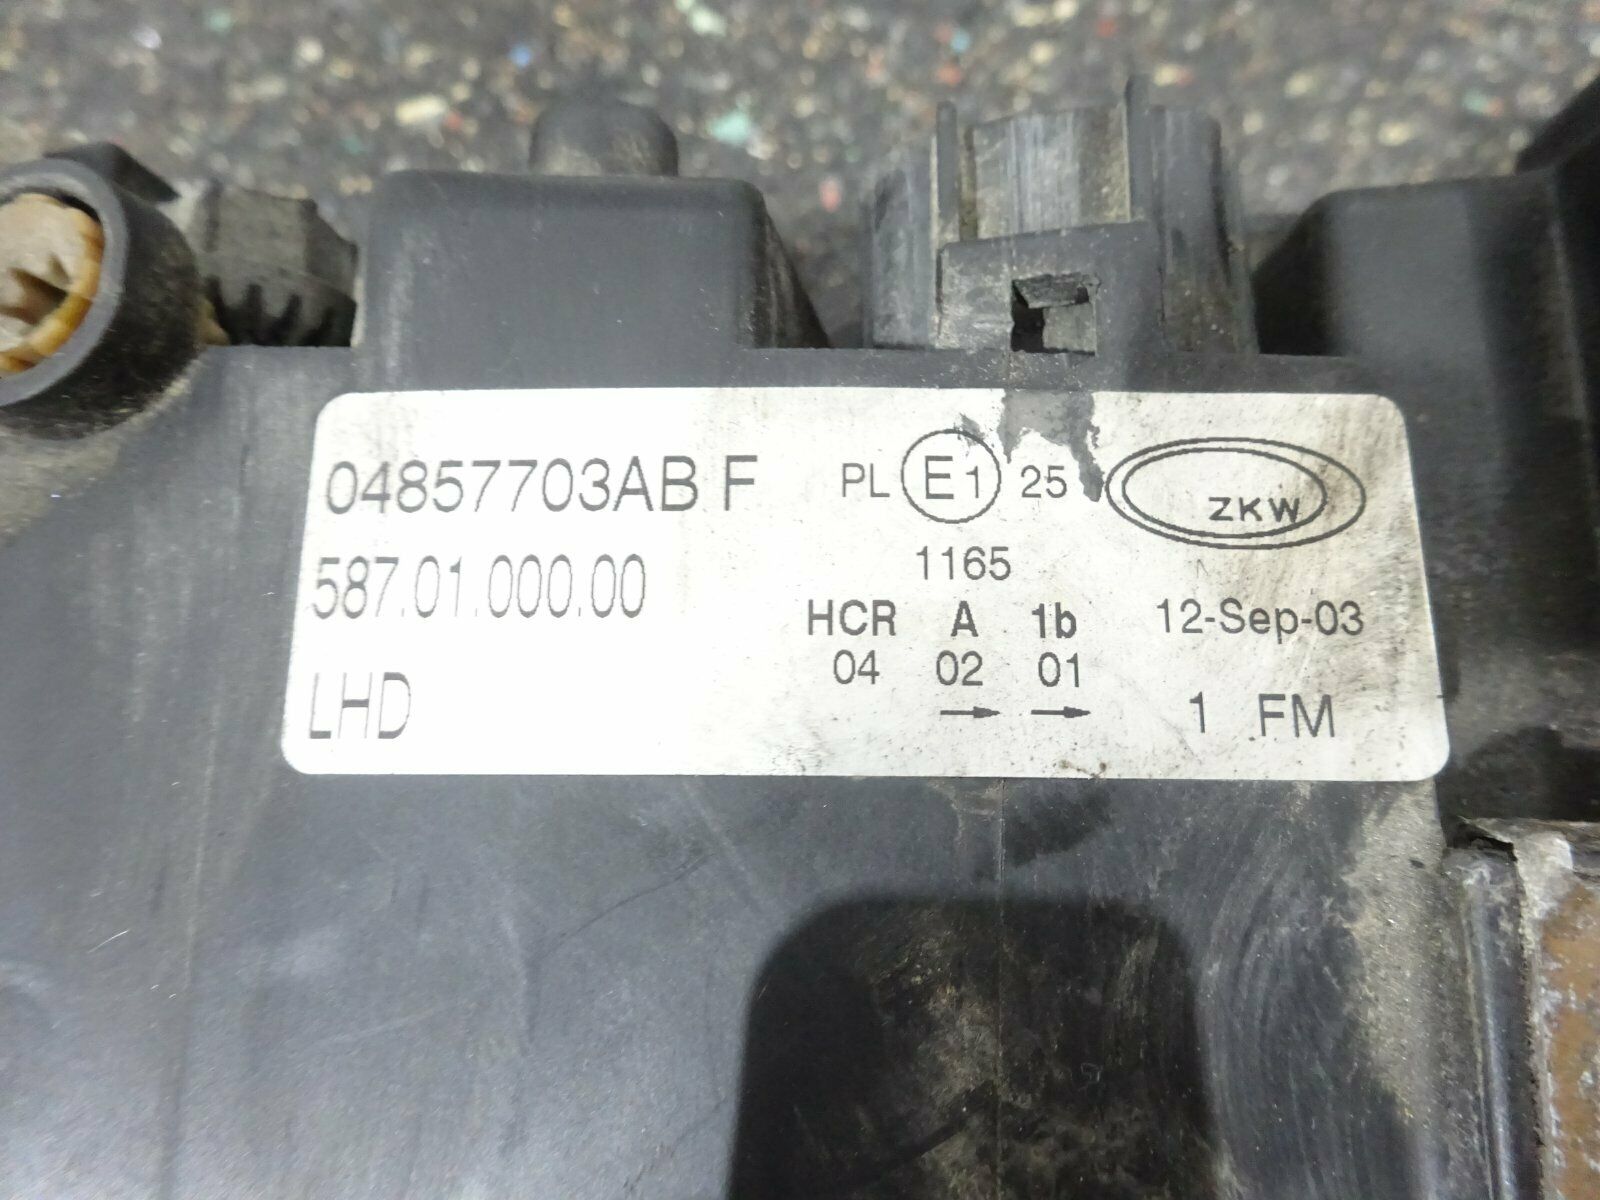 04857703AB F PL E1 25 ZKW
587.01.000.00 1165
HCR A 1b 12-Sep-03
04 02 01
LHD → → 1 FM